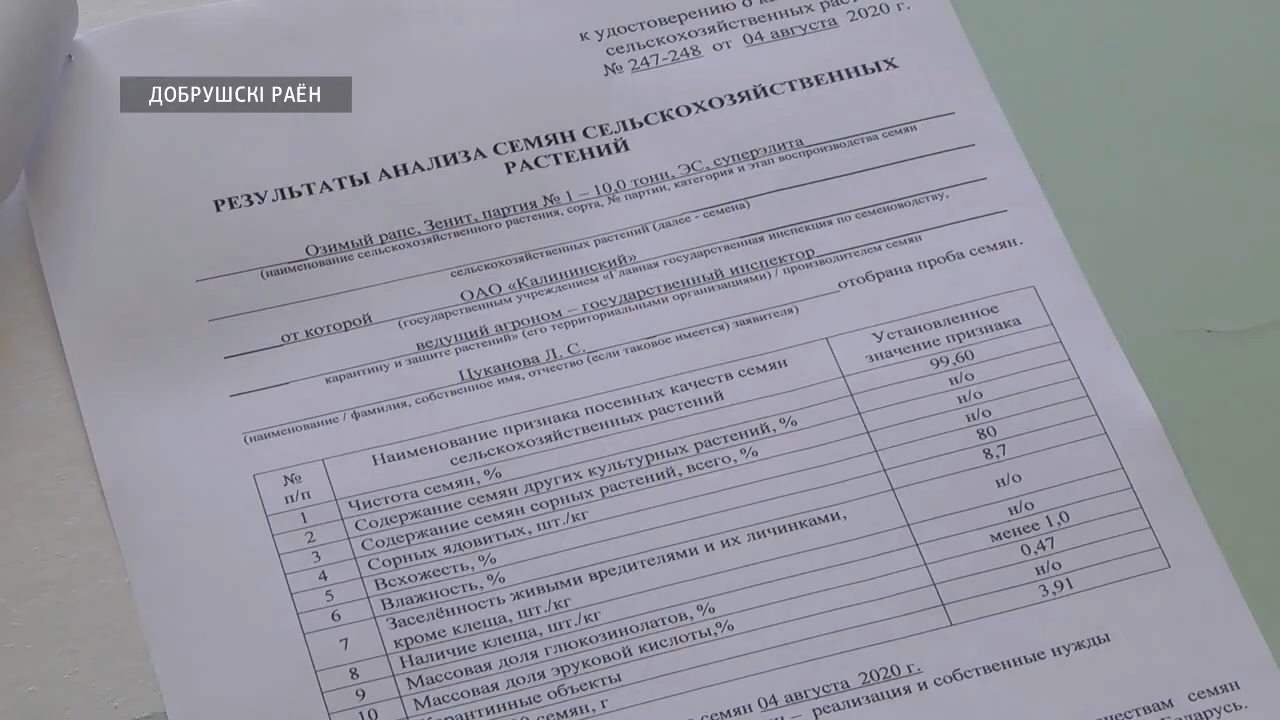 ДОБРУШСКІ РАЁН
к удостоверению о
сельскохозяйственных
№ 247-248 от 04 августа 2020 г.
РЕЗУЛЬТАТЫ АНАЛИЗА СЕМЯН СЕЛЬСКОХОЗЯЙСТВЕННЫХ
РАСТЕНИЙ
Озимый рапс, Зенит, партия № 1 – 10,0 тонн, ЭС, суперэлита
(наименование сельскохозяйственного растения, сорта, № партии, категория и этап воспроизводства семян
сельскохозяйственных растений (далее - семена)
ОАО «Калининский»
от которой (государственным учреждением «Главная государственная инспекция по семеноводству,
ведущий агроном – государственный инспектор
карантину и защите растений» (его территориальными организациями) / производителем семян
Цуканова Л. С. отобрана проба семян.
(наименование / фамилия, собственное имя, отчество (если таковое имеется) заявителя)
№ п/п Наименование признака посевных качеств семян сельскохозяйственных растений Установленное значение признака
1 Чистота семян, % 99,60
2 Содержание семян других культурных растений, % н/о
3 Содержание семян сорных растений, всего, % н/о
4 Сорных ядовитых, шт./кг н/о
5 Всхожесть, % 80
6 Влажность, % 8,7
7 Заселённость живыми вредителями и их личинками, кроме клеща, шт./кг н/о
8 Наличие клеща, шт./кг н/о
9 Массовая доля глюкозинолатов, % менее 1,0
10 Массовая доля эруковой кислоты,% 0,47
Карантинные объекты н/о
семян, г 3,91
семян 04 августа 2020 г.
– реализация и собственные нужды
семян